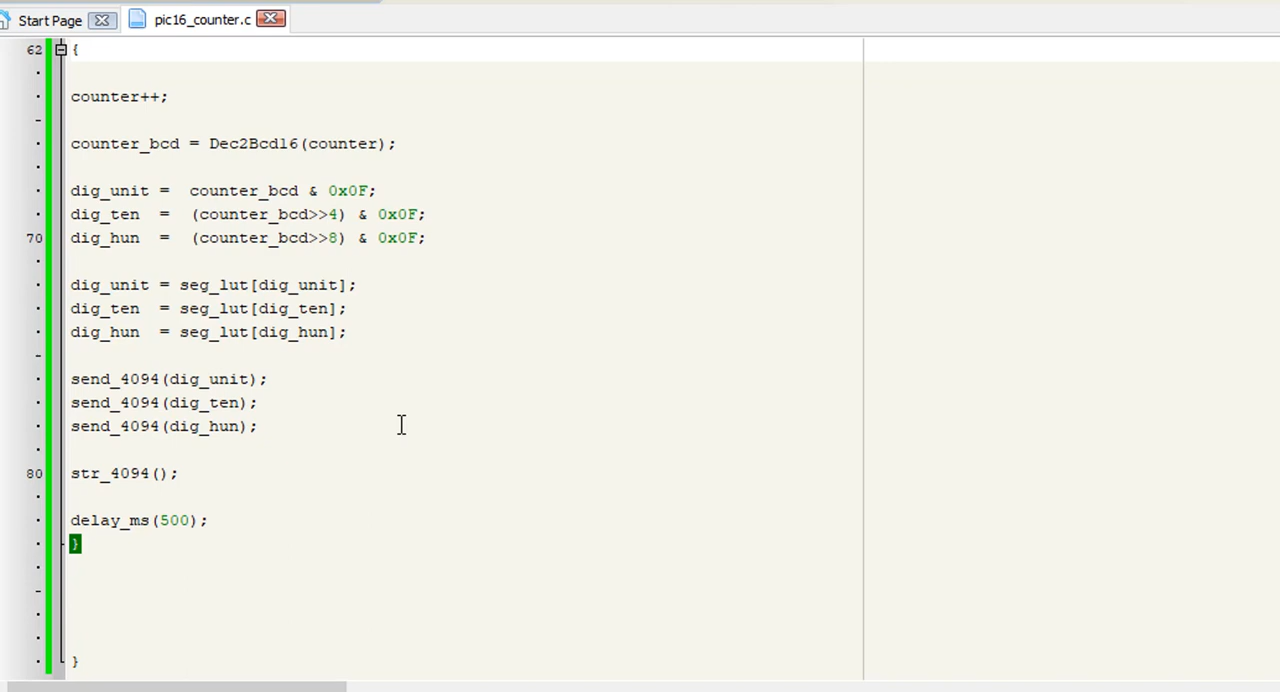 Start Page pic16_counter.c
62 {
counter++;
counter_bcd = Dec2Bcd16(counter);
dig_unit =  counter_bcd & 0x0F;
dig_ten  =  (counter_bcd>>4) & 0x0F;
70 dig_hun  =  (counter_bcd>>8) & 0x0F;
dig_unit = seg_lut[dig_unit];
dig_ten  = seg_lut[dig_ten];
dig_hun  = seg_lut[dig_hun];
send_4094(dig_unit);
send_4094(dig_ten);
send_4094(dig_hun);
80 str_4094();
delay_ms(500);
}
}